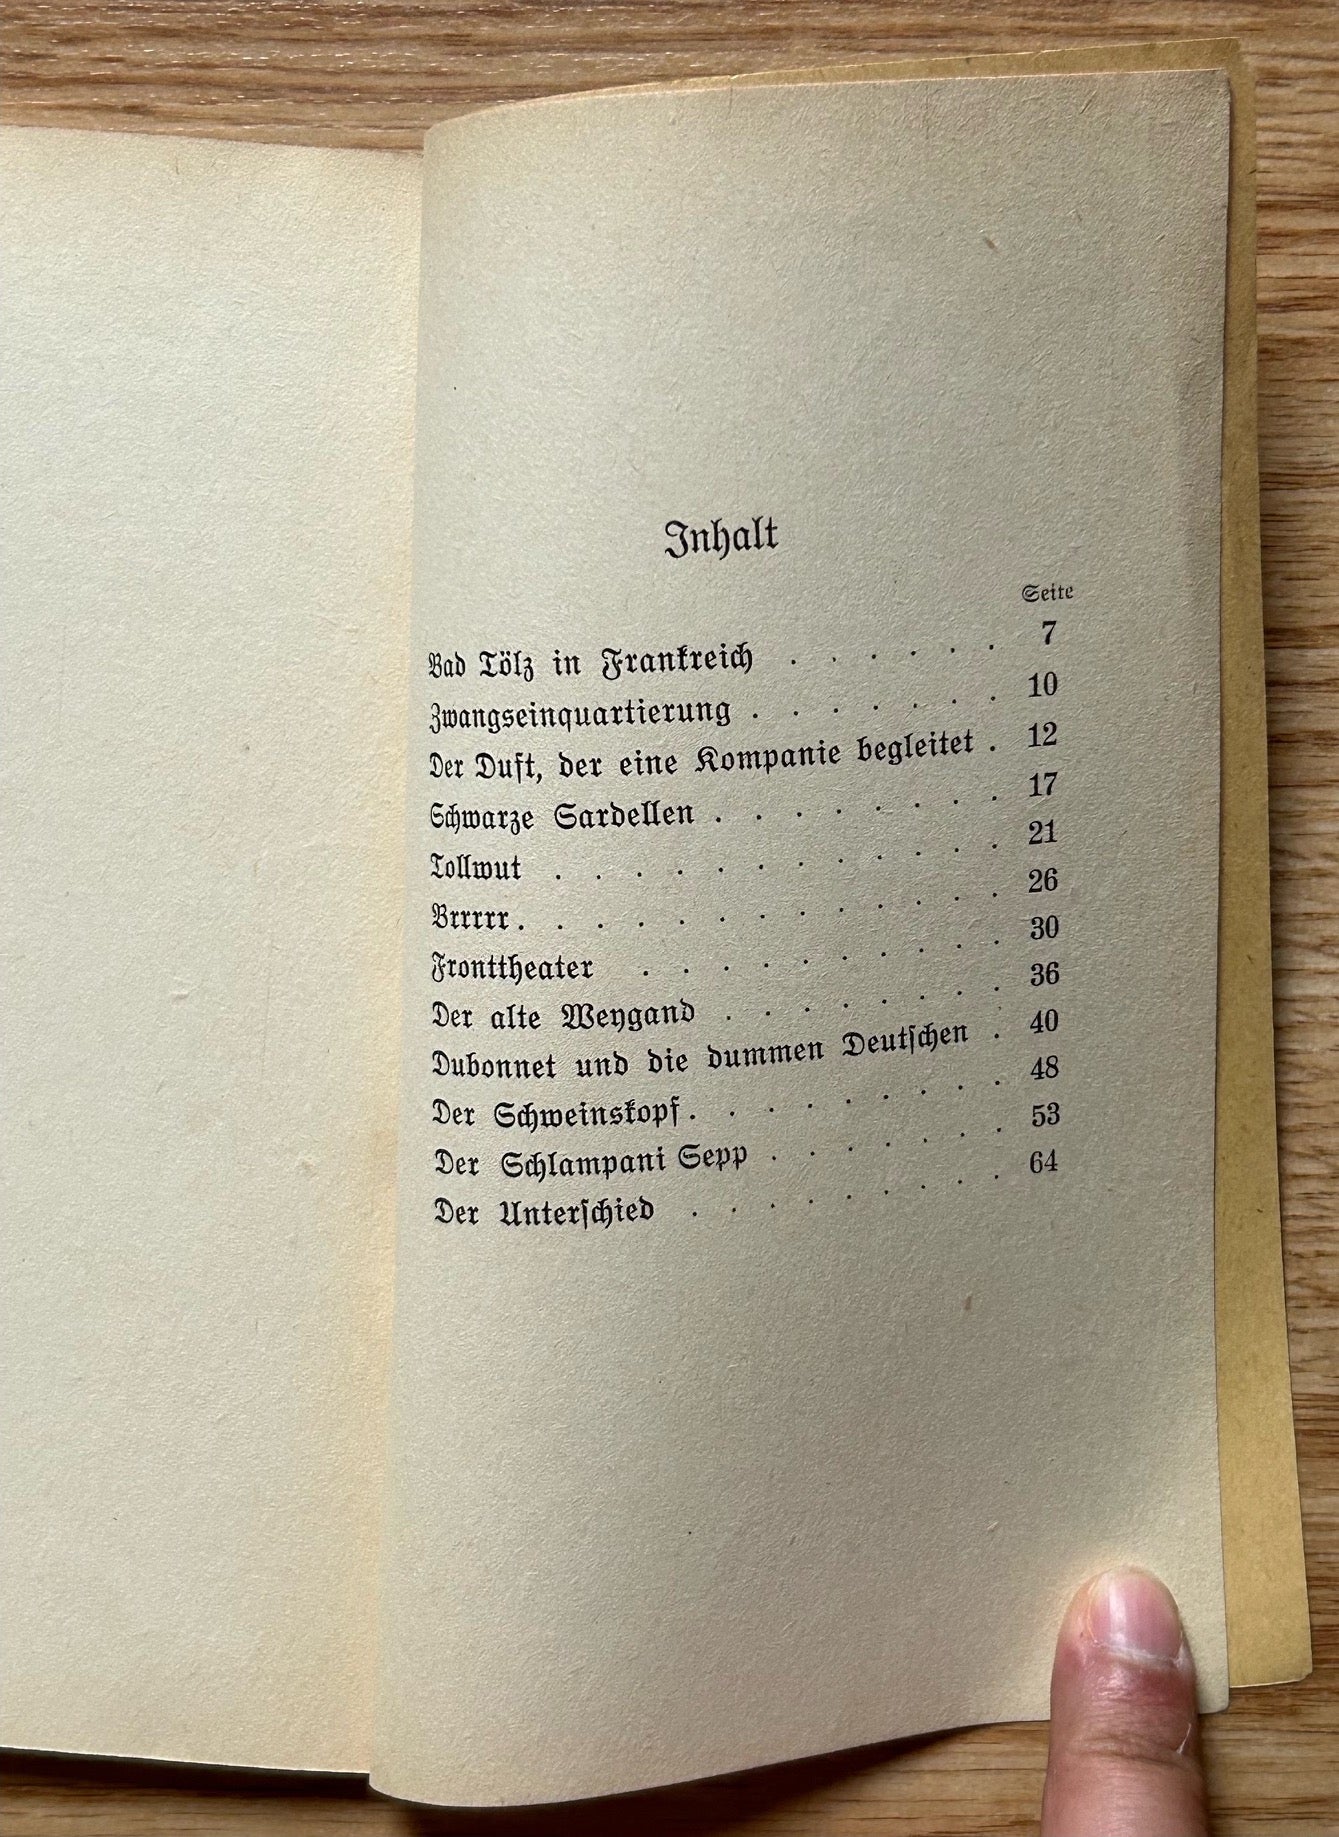 Inhalt
Seite
Bad Tölz in Frankreich . . . . . . 7
Zwangseinquartierung . . . . . . . 10
Der Duft, der eine Kompanie begleitet . 12
Schwarze Sardellen . . . . . . . . 17
Tollwut . . . . . . . . . . . . 21
Brrrrr . . . . . . . . . . . . . 26
Fronttheater . . . . . . . . . . 30
Der alte Weygand . . . . . . . . 36
Dubonnet und die dummen Deutschen . 40
Der Schweinskopf . . . . . . . . . 48
Der Schlampani Sepp . . . . . . . 53
Der Unterschied . . . . . . . . . 64